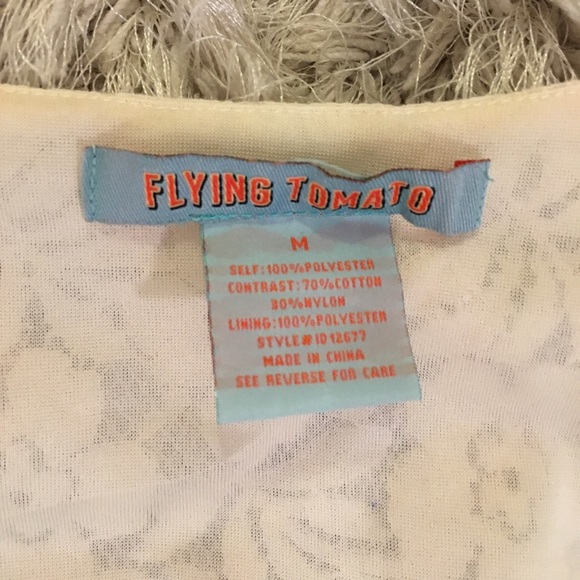 FLYING TOMATO
M
SELF:100%POLYESTER
CONTRAST:70%COTTON
30%NYLON
LINING:100%POLYESTER
STYLE#ID12677
MADE IN CHINA
SEE REVERSE FOR CARE